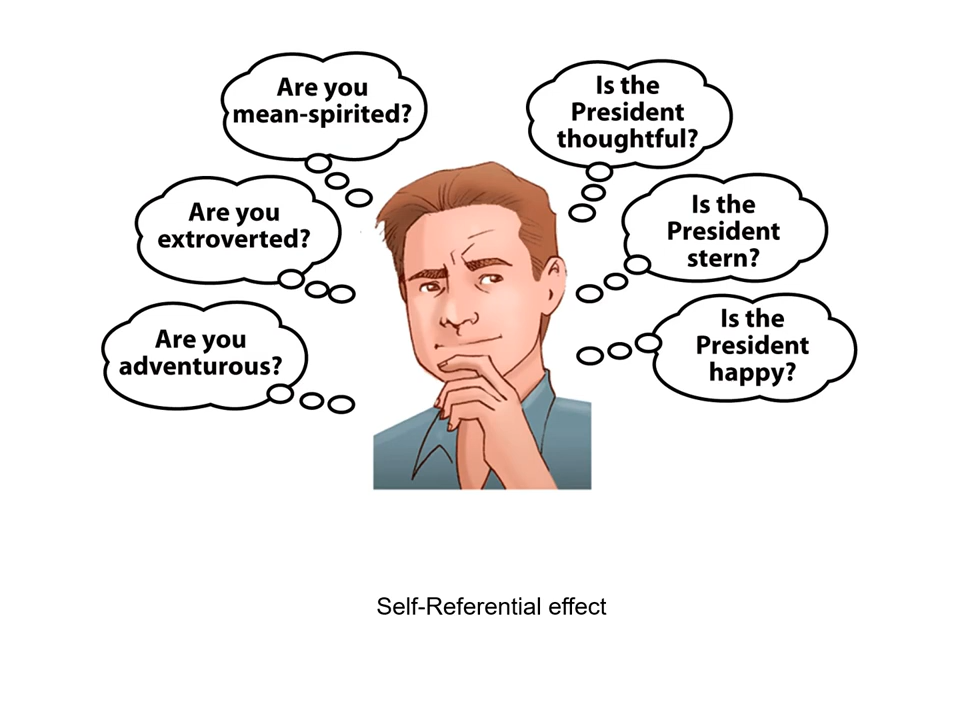 Are you
mean-spirited?
Is the
President
thoughtful?
Are you
extroverted?
Is the
President
stern?
Are you
adventurous?
Is the
President
happy?
Self-Referential effect